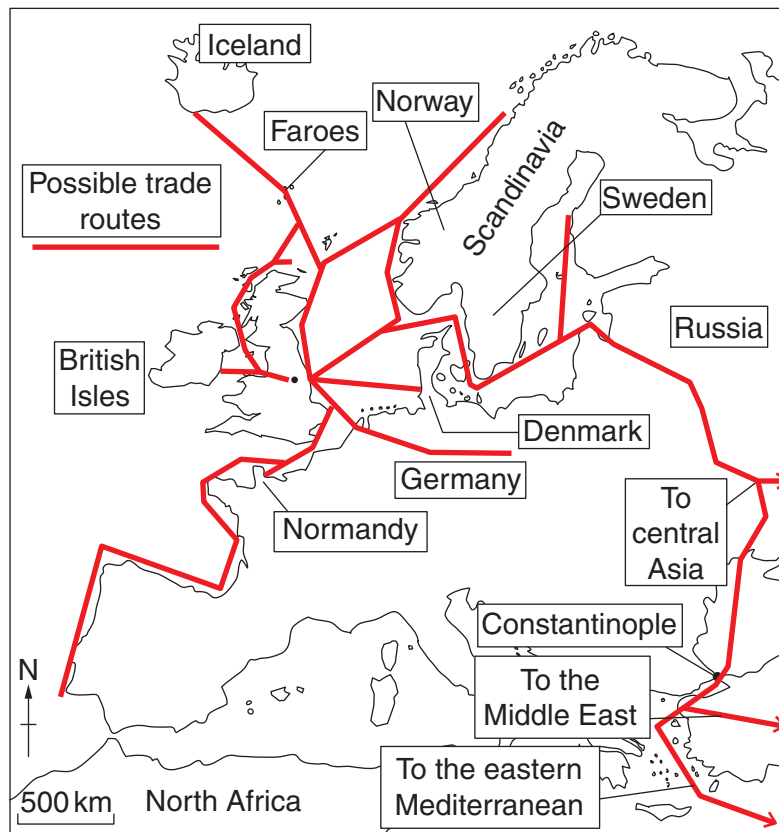 Iceland
Norway
Faroes
Possible trade
routes
Scandinavia
Sweden
Russia
British
Isles
Denmark
Germany
To
central
Asia
Normandy
Constantinople
N
To the
Middle East
To the eastern
Mediterranean
500 km
North Africa